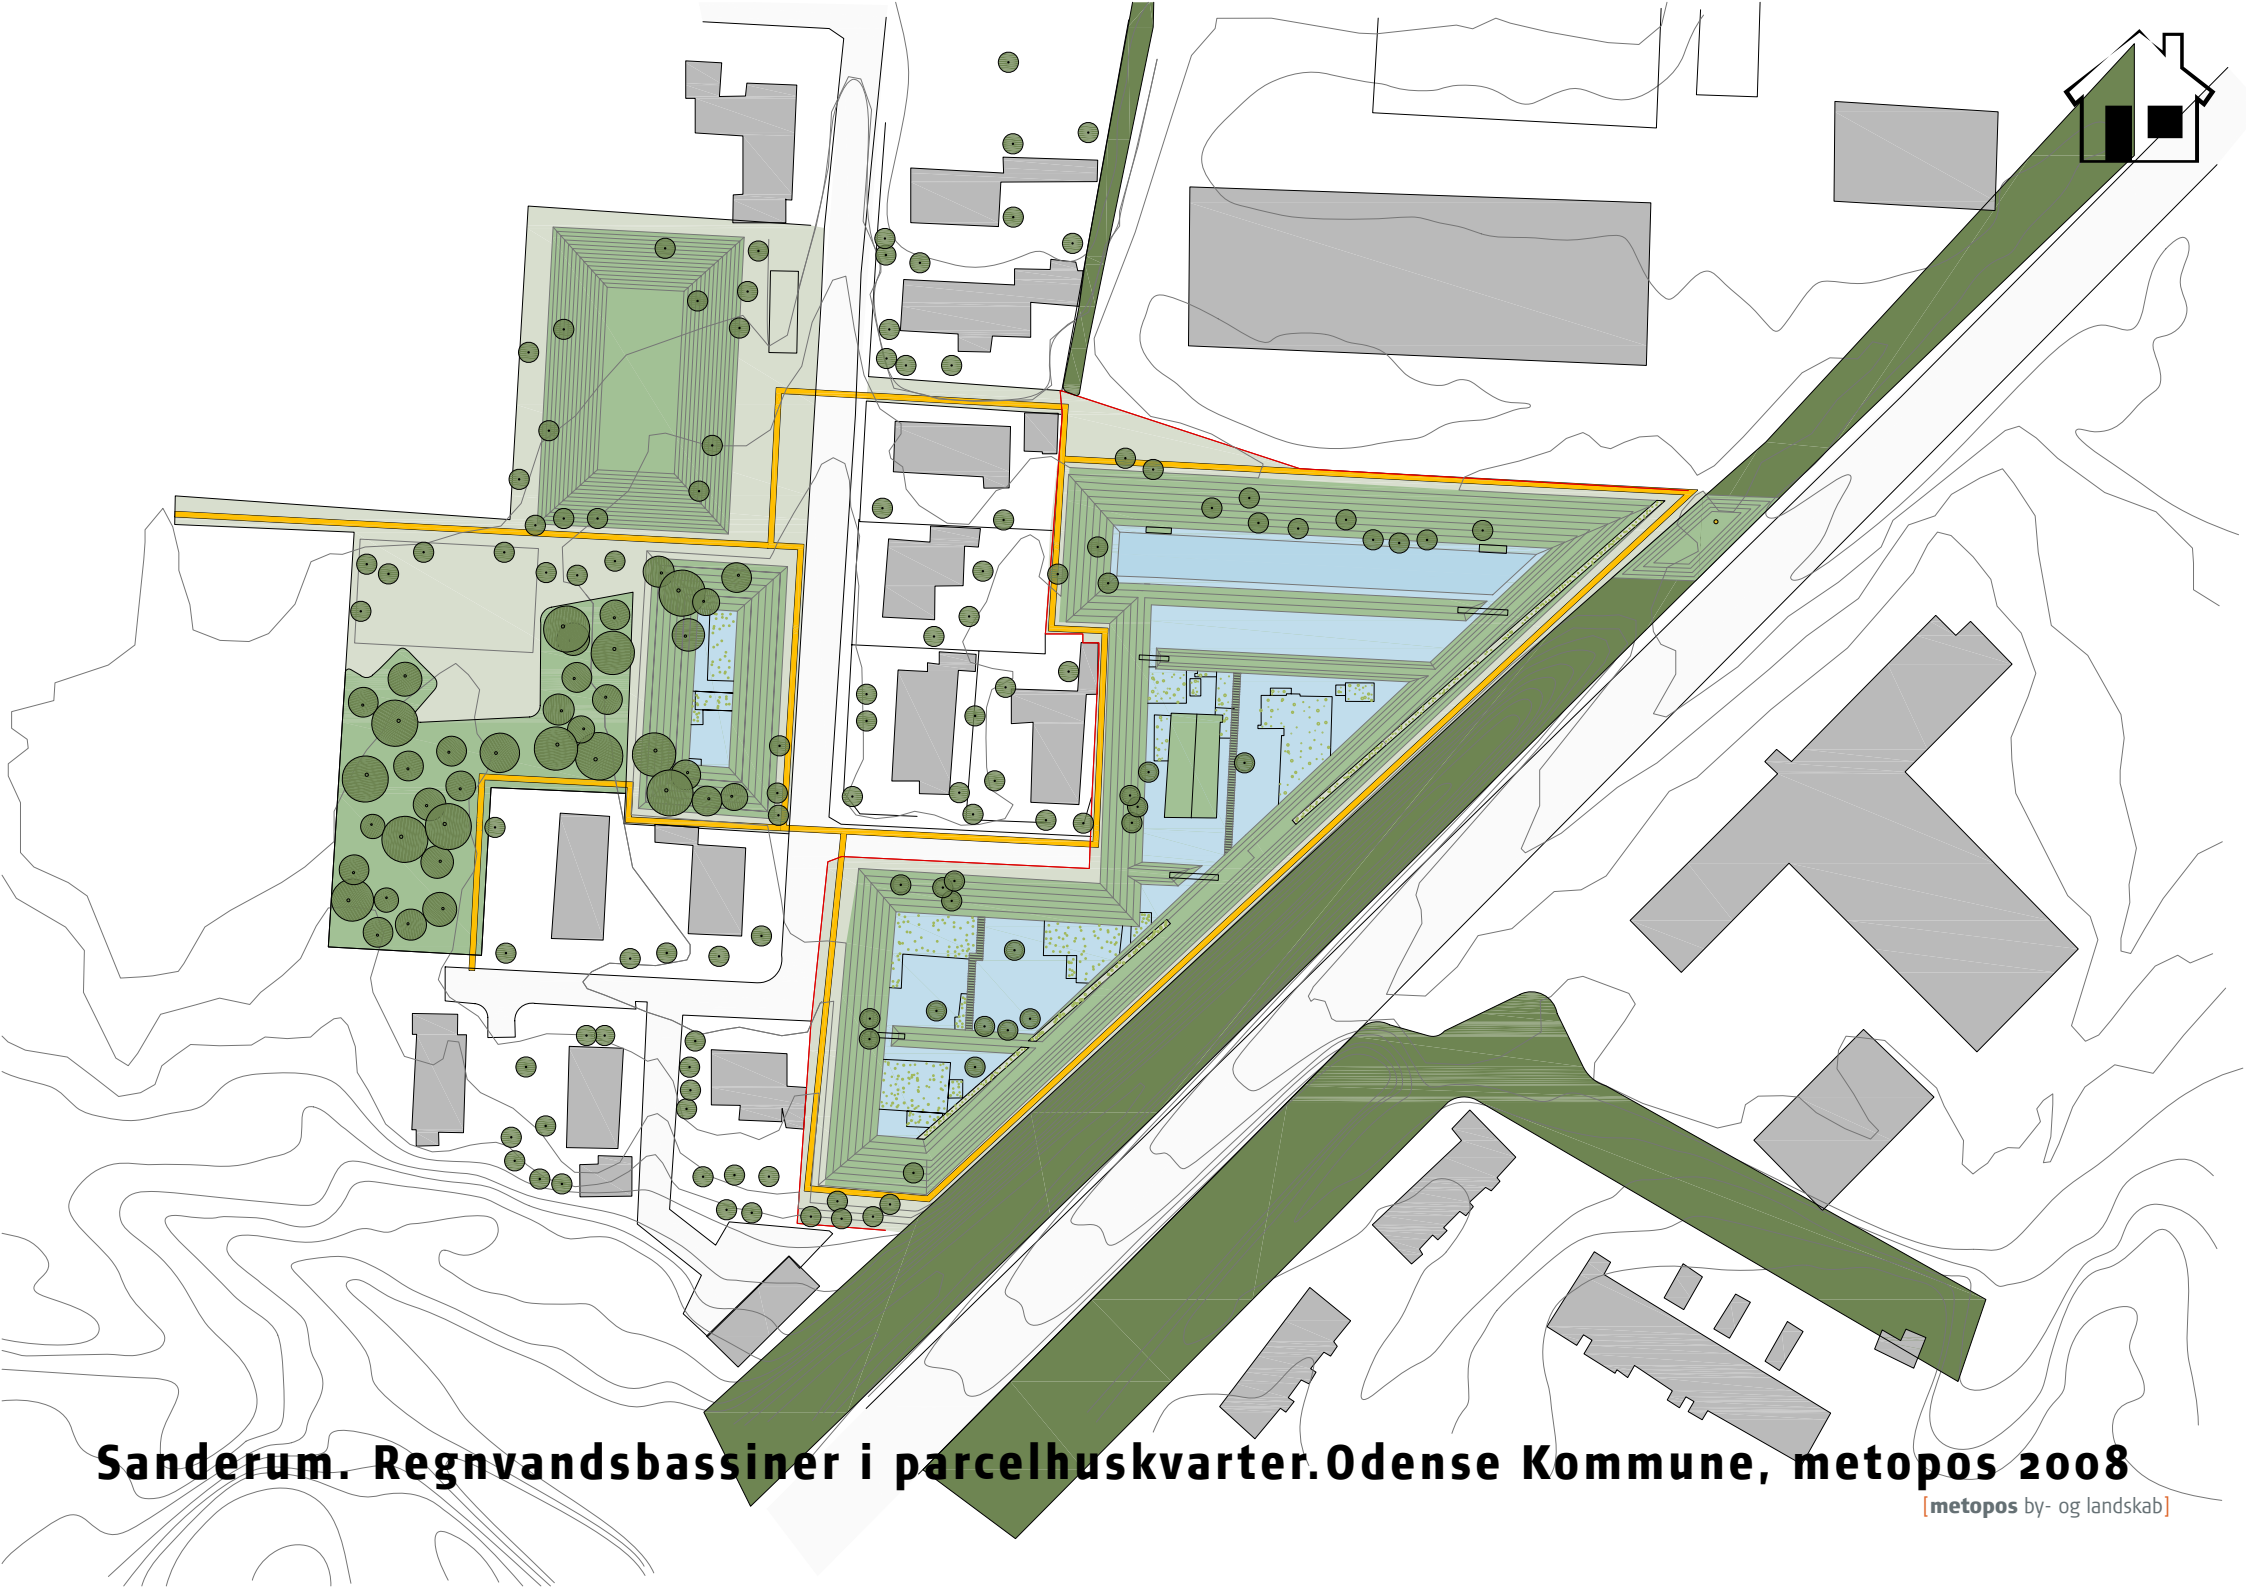 Sanderum. Regnvandsbassiner i parcelhuskvarter.Odense Kommune, metopos 2008
[metopos by- og landskab]